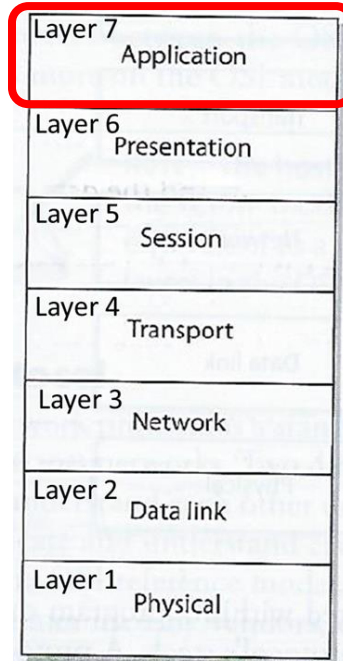 Layer 7
Application
Layer 6
Presentation
Layer 5
Session
Layer 4
Transport
Layer 3
Network
Layer 2
Data link
Layer 1
Physical